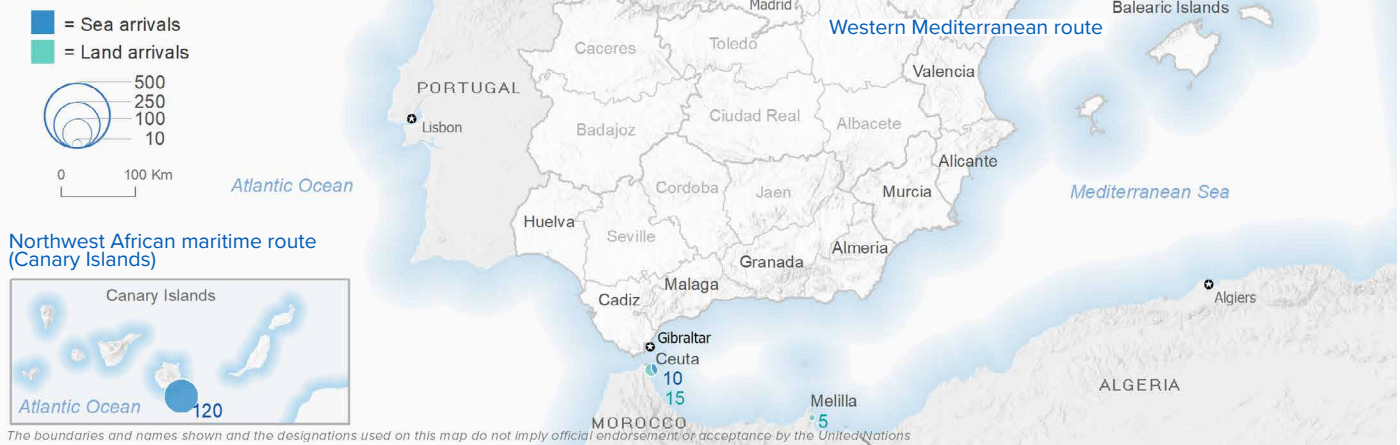 Madrid
Balearic Islands
= Sea arrivals
Western Mediterranean route
= Land arrivals
Caceres
Toledo
Valencia
500
250
100
10
PORTUGAL
Lisbon
Badajoz
Ciudad Real
Albacete
Alicante
0 100 Km
Atlantic Ocean
Cordoba
Jaen
Murcia
Mediterranean Sea
Huelva
Seville
Almeria
Northwest African maritime route
(Canary Islands)
Granada
Malaga
Cadiz
Canary Islands
Algiers
Gibraltar
Ceuta
10
15
ALGERIA
Melilla
5
Atlantic Ocean
120
MOROCCO
The boundaries and names shown and the designations used on this map do not imply official endorsement or acceptance by the United Nations